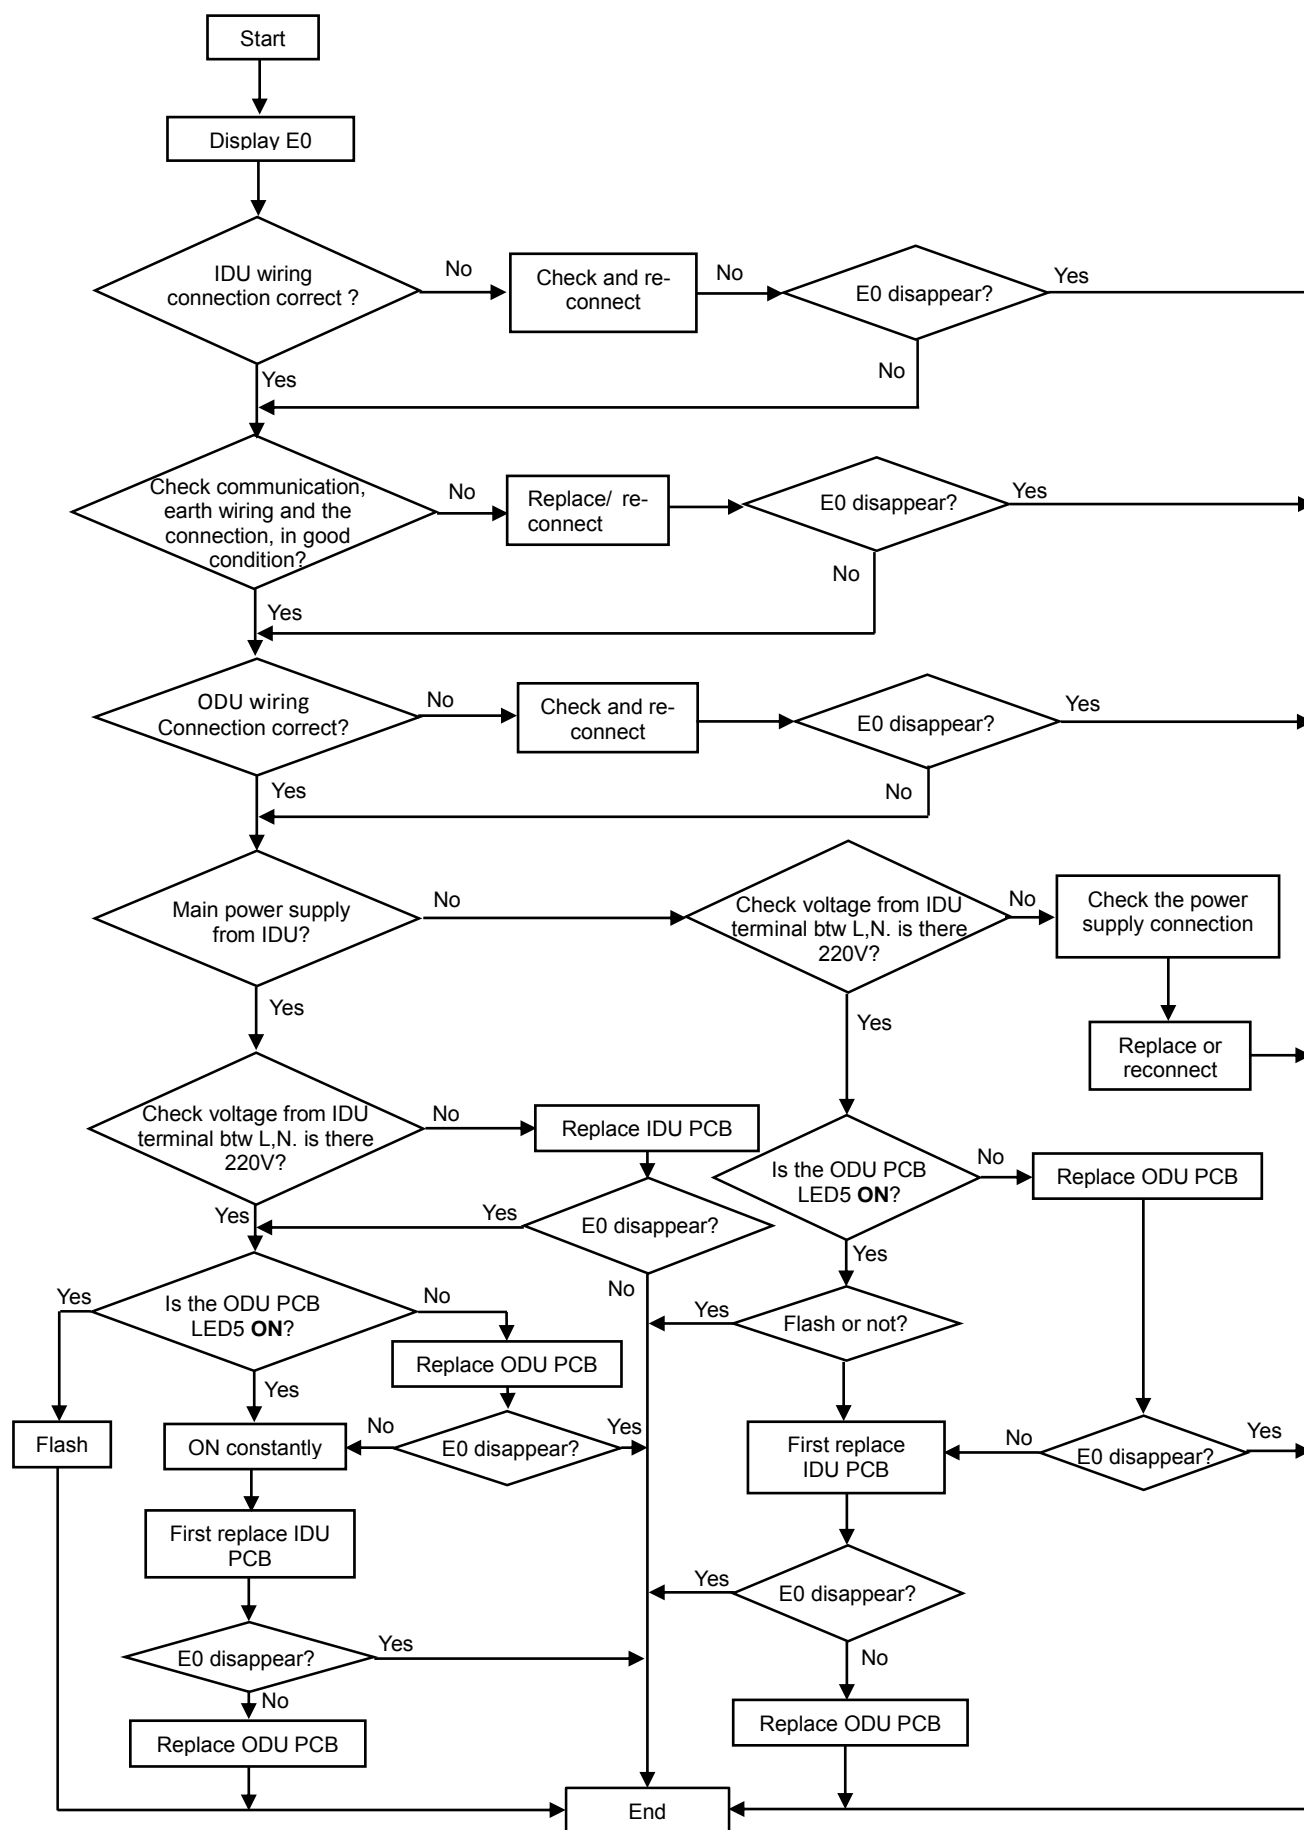 Start
Display E0
IDU wiring
connection correct ?
No
Check and re-
connect
No
E0 disappear?
Yes
No
Yes
Check communication,
earth wiring and the
connection, in good
condition?
No
Replace/ re-
connect
E0 disappear?
Yes
No
Yes
ODU wiring
Connection correct?
No
Check and re-
connect
E0 disappear?
Yes
No
Yes
Main power supply
from IDU?
No
Check voltage from IDU
terminal btw L,N. is there
220V?
No
Check the power
supply connection
Replace or
reconnect
Yes
Yes
Check voltage from IDU
terminal btw L,N. is there
220V?
No
Replace IDU PCB
E0 disappear?
Yes
No
Yes
Is the ODU PCB
LED5 ON?
No
Replace ODU PCB
Yes
Flash or not?
Yes
Is the ODU PCB
LED5 ON?
Yes
No
Replace ODU PCB
Yes
Flash
ON constantly
No
E0 disappear?
Yes
First replace
IDU PCB
No
E0 disappear?
Yes
First replace IDU
PCB
E0 disappear?
Yes
E0 disappear?
Yes
No
No
Replace ODU PCB
Replace ODU PCB
End